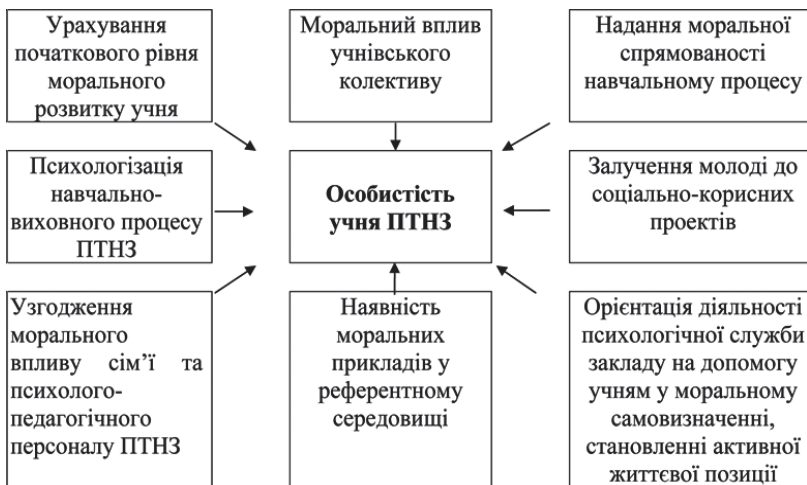 Урахування
початкового рівня
морального
розвитку учня
Моральний вплив
учнівського
колективу
Надання моральної
спрямованості
навчальному процесу
Психологізація
навчально-
виховного процесу
ПТНЗ
Особистість
учня ПТНЗ
Залучення молоді до
соціально-корисних
проектів
Узгодження
морального
впливу сім’ї та
психолого-
педагогічного
персоналу ПТНЗ
Наявність
моральних
прикладів у
референтному
середовищі
Орієнтація діяльності
психологічної служби
закладу на допомогу
учням у моральному
самовизначенні,
становленні активної
життєвої позиції